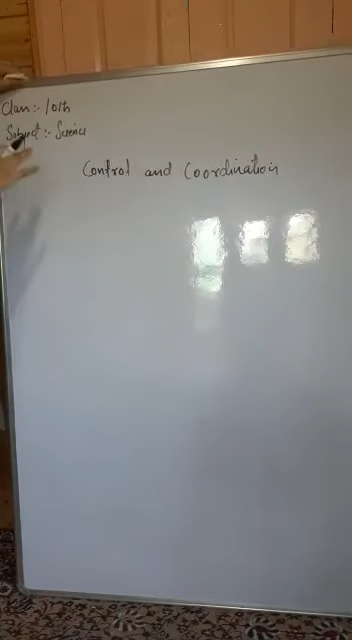 Class:- 10th
Subject:- Science
Control and Coordination